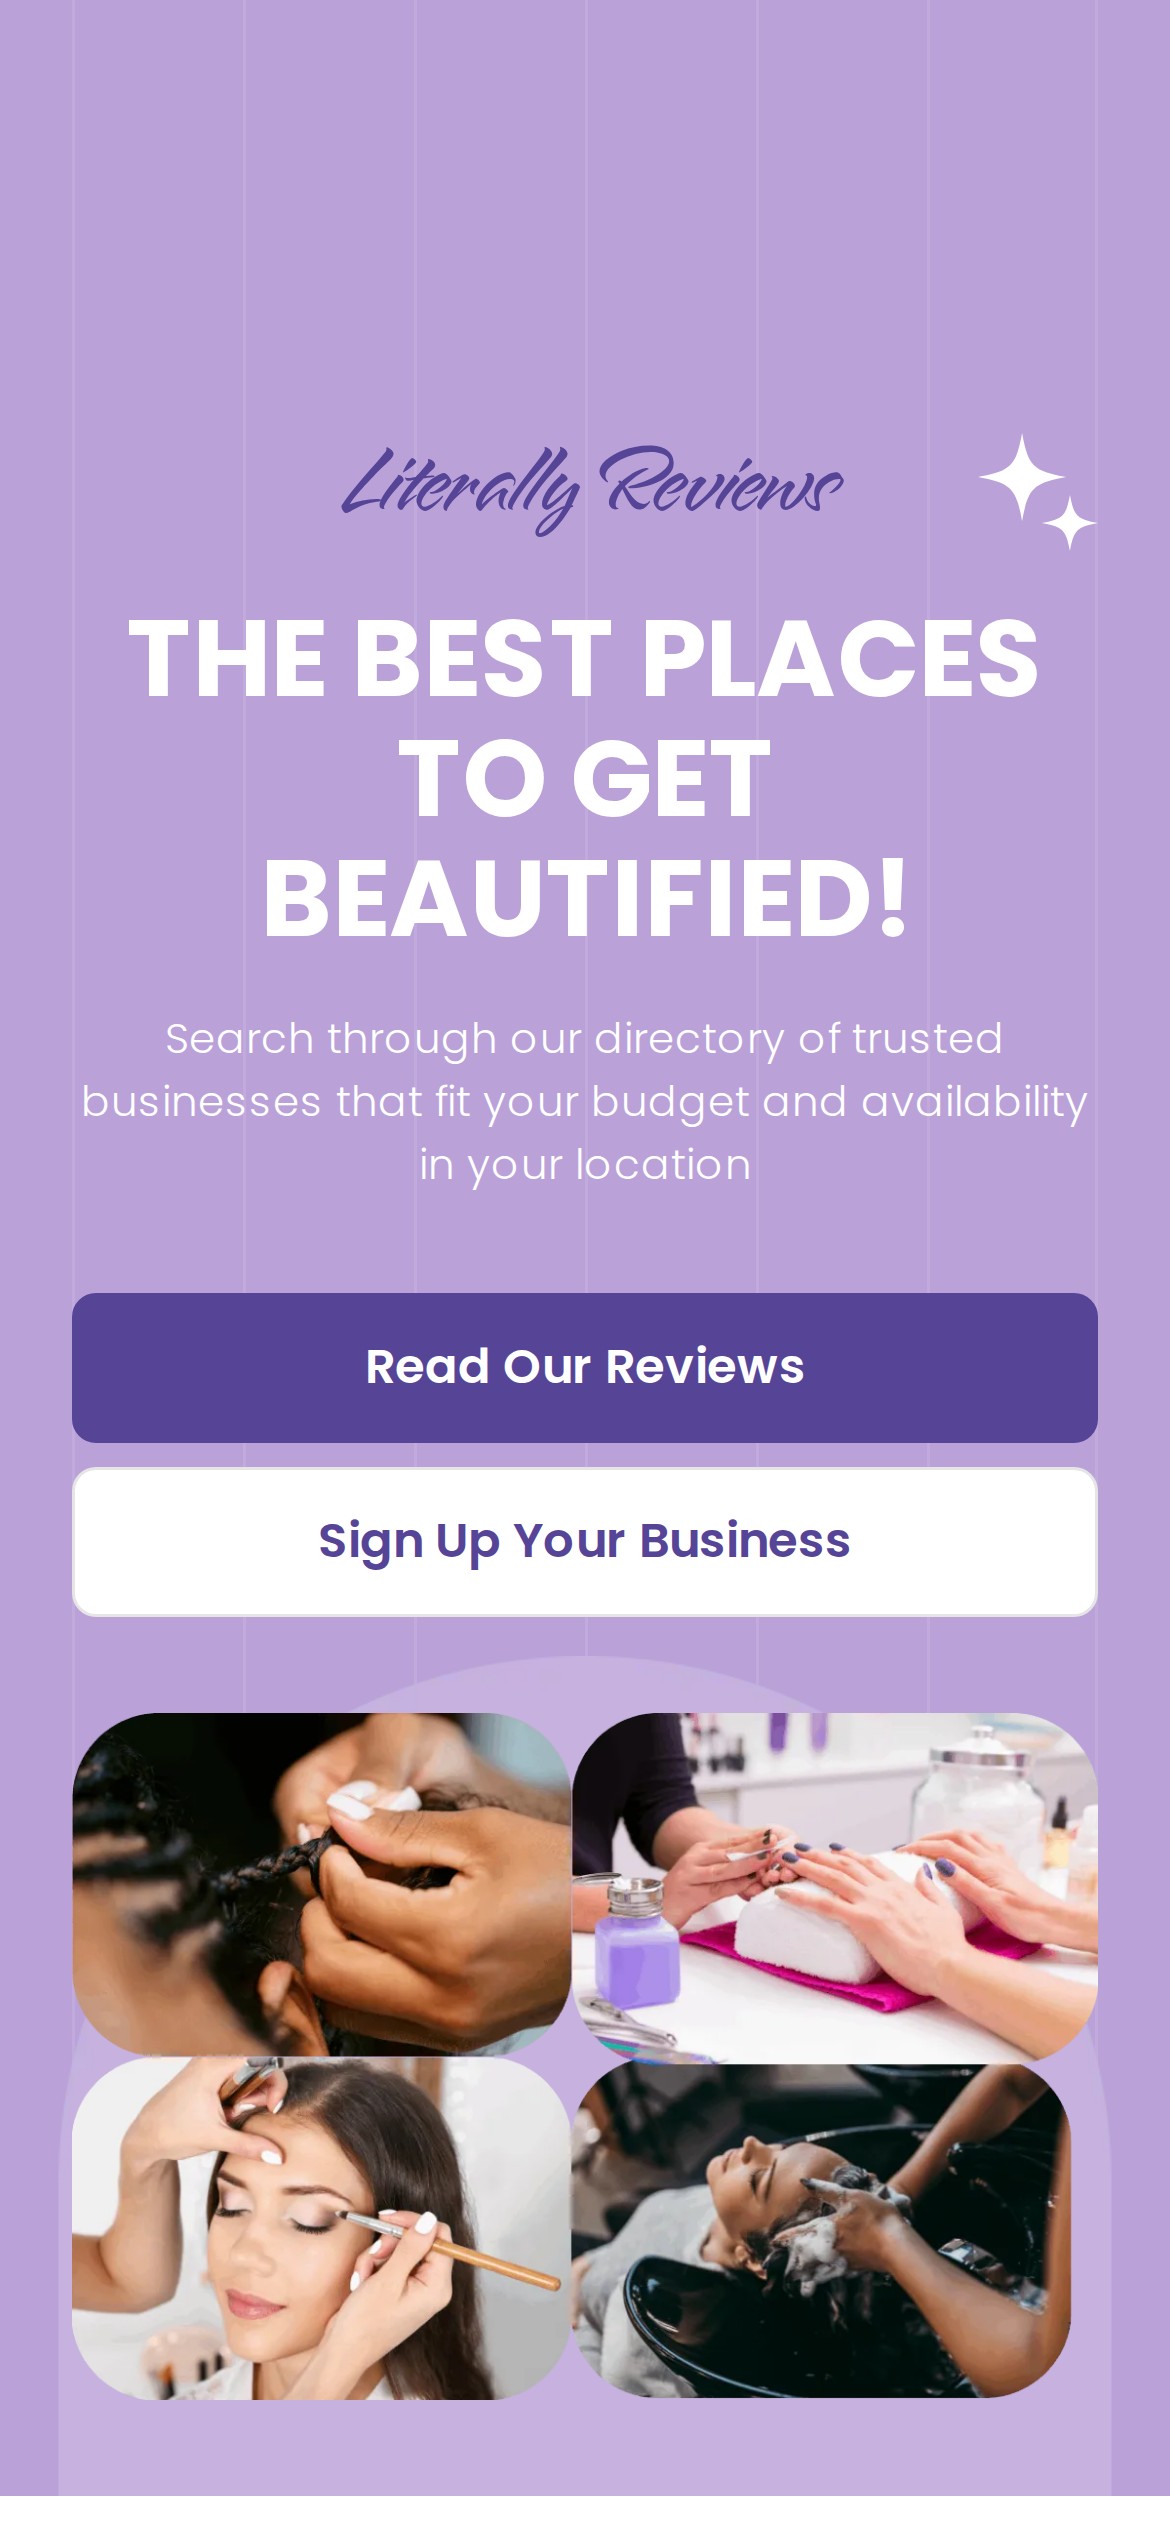 Literally Reviews
THE BEST PLACES
TO GET
BEAUTIFIED!
Search through our directory of trusted
businesses that fit your budget and availability
in your location
Read Our Reviews
Sign Up Your Business